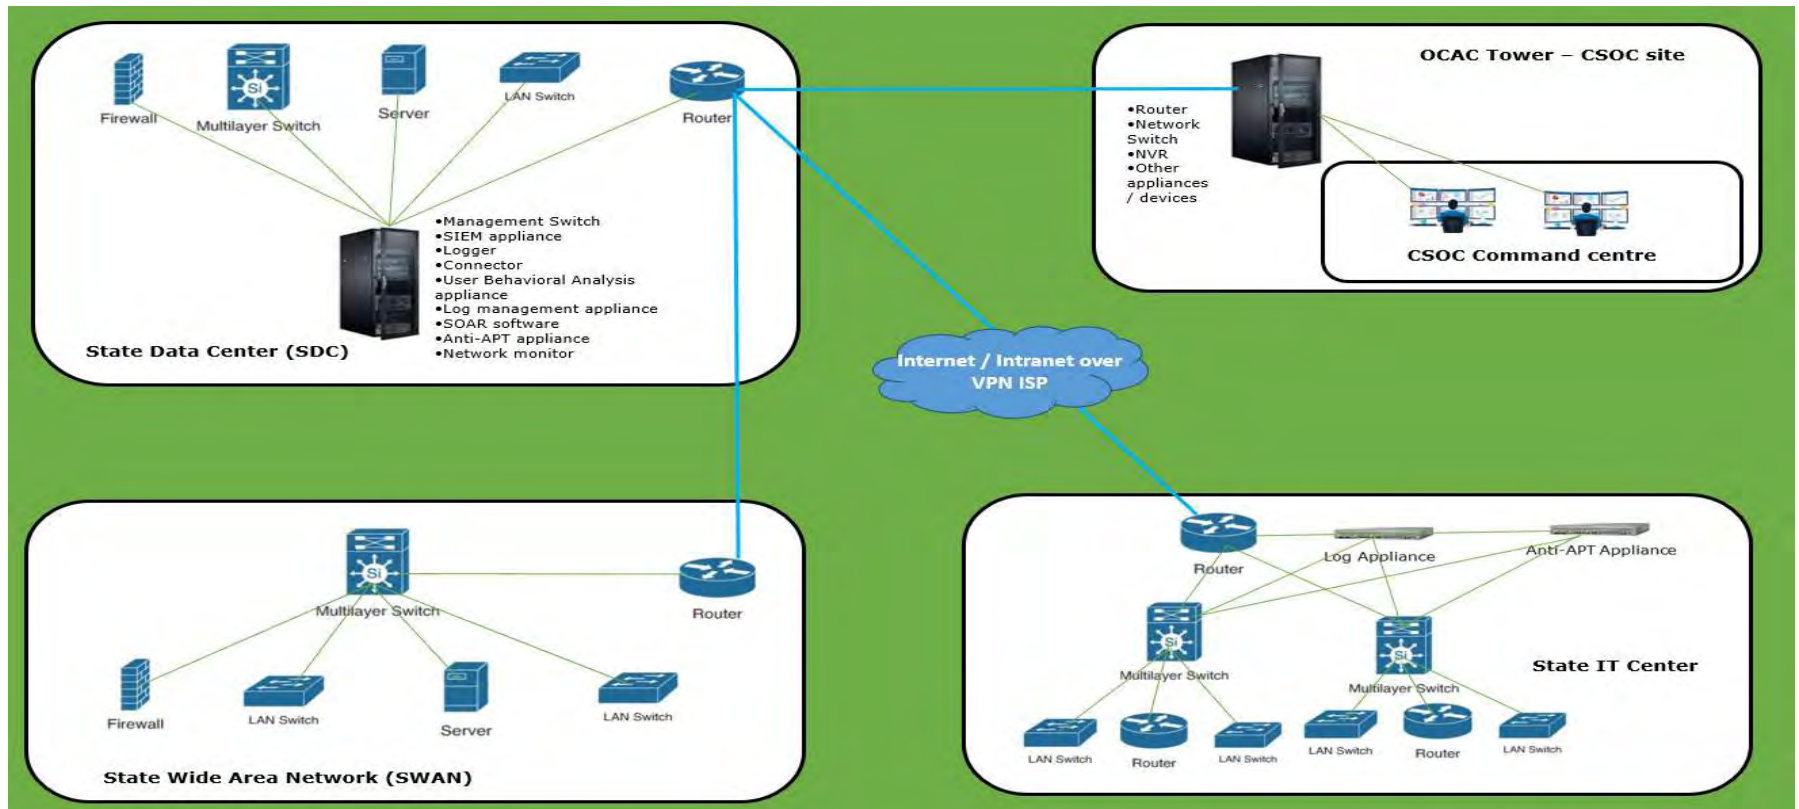 Firewall
Multilayer Switch
Si
Server
LAN Switch
Router
•Management Switch
•SIEM appliance
•Logger
•Connector
•User Behavioral Analysis
appliance
•Log management appliance
•SOAR software
•Anti-APT appliance
•Network monitor
State Data Center (SDC)
OCAC Tower – CSOC site
•Router
•Network
Switch
•NVR
•Other
appliances
/ devices
CSOC Command centre
Internet / Intranet over
VPN ISP
Si
Multilayer Switch
Router
Firewall
LAN Switch
Server
LAN Switch
State Wide Area Network (SWAN)
Router
Log Appliance
Anti-APT Appliance
Si
Multilayer Switch
Si
Multilayer Switch
State IT Center
LAN Switch
Router
LAN Switch
LAN Switch
Router
LAN Switch